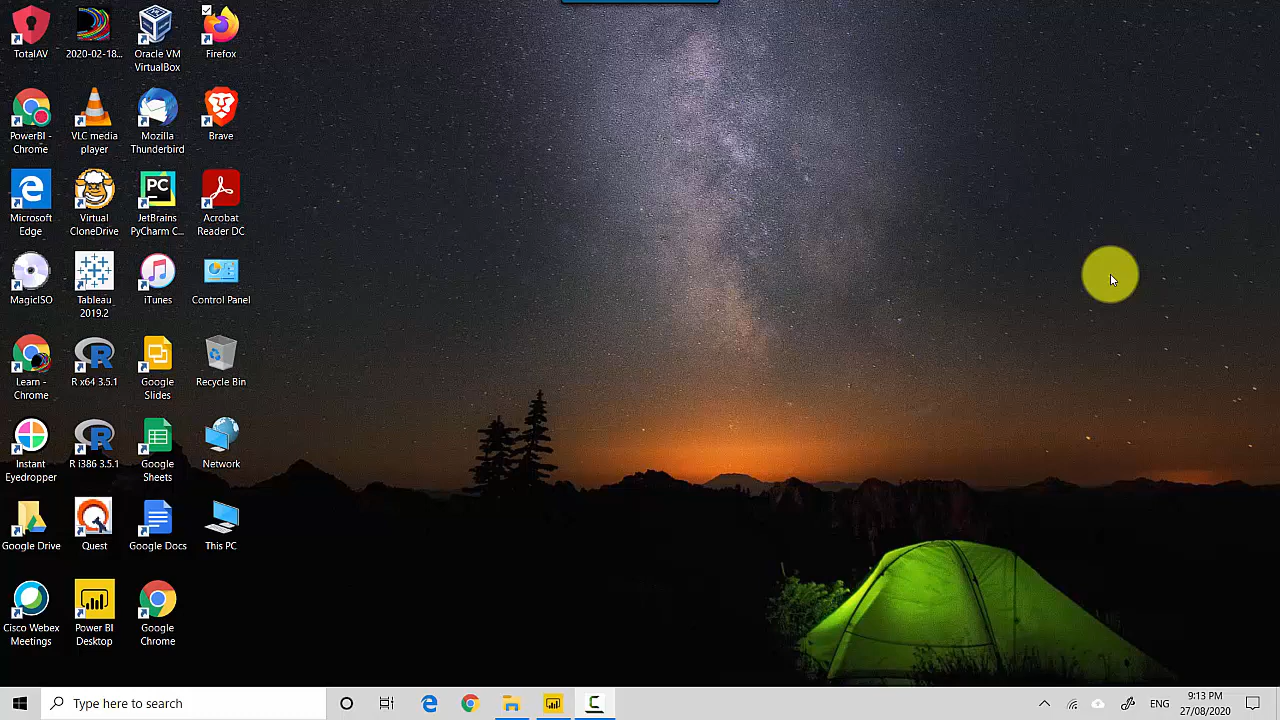 TotalAV
2020-02-18...
Oracle VM
VirtualBox
Firefox
PowerBI -
Chrome
VLC media
player
Mozilla
Thunderbird
Brave
Microsoft
Edge
Virtual
CloneDrive
PC
JetBrains
PyCharm C...
Acrobat
Reader DC
MagicISO
Tableau
2019.2
iTunes
Control Panel
Learn -
Chrome
R
R x64 3.5.1
Google
Slides
Recycle Bin
Instant
Eyedropper
R
R i386 3.5.1
Google
Sheets
Network
Google Drive
Quest
Google Docs
This PC
Cisco Webex
Meetings
Power BI
Desktop
Google
Chrome
Type here to search
ENG
9:13 PM
27/08/2020